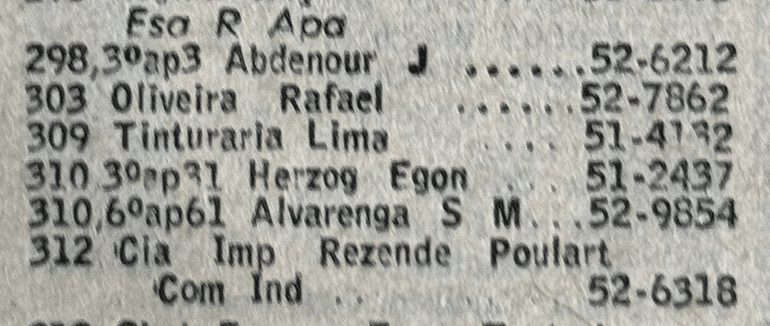 Esq R Apa
298,3ºap3 Abdenour J ......52-6212
303 Oliveira Rafael ......52-7862
309 Tinturaria Lima ....
310,3ºap31 Herzog Egon ... 51-2437
310,6ºap61 Alvarenga S M...52-9854
312 Cia Imp Rezende Poulart
Com Ind .. 52-6318